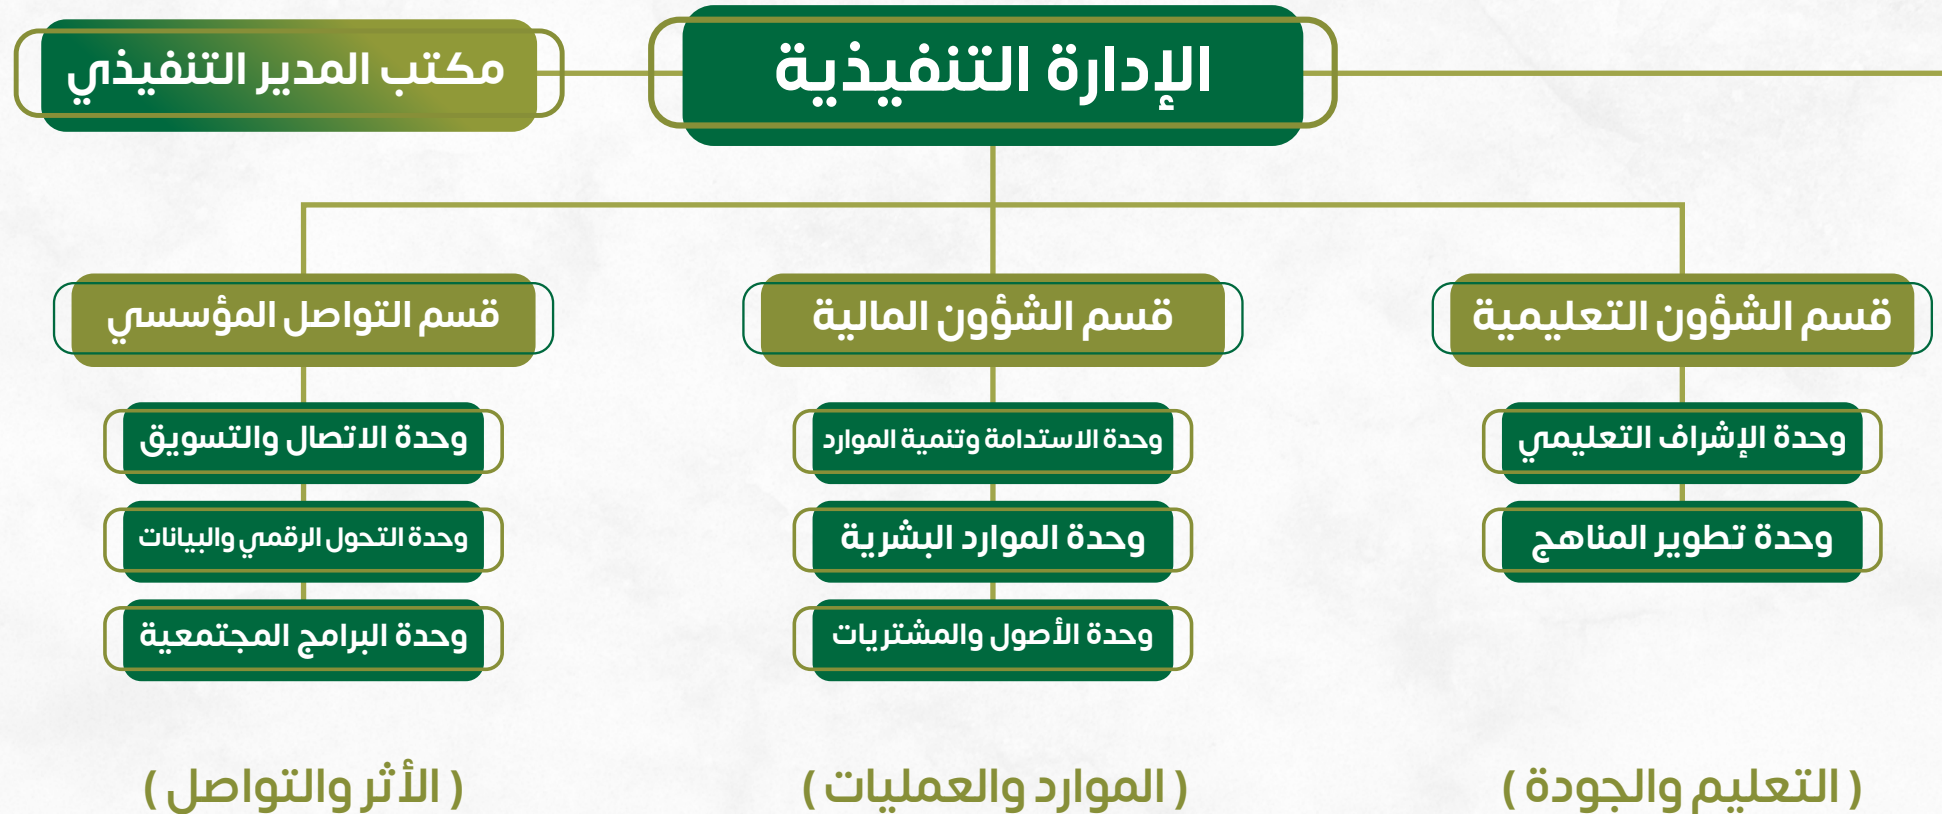 الإدارة التنفيذية
مكتب المدير التنفيذي
قسم الشؤون التعليمية
وحدة الإشراف التعليمي
وحدة تطوير المناهج
( التعليم والجودة )
قسم الشؤون المالية
وحدة الاستدامة وتنمية الموارد
وحدة الموارد البشرية
وحدة الأصول والمشتريات
( الموارد والعمليات )
قسم التواصل المؤسسي
وحدة الاتصال والتسويق
وحدة التحول الرقمي والبيانات
وحدة البرامج المجتمعية
( الأثر والتواصل )